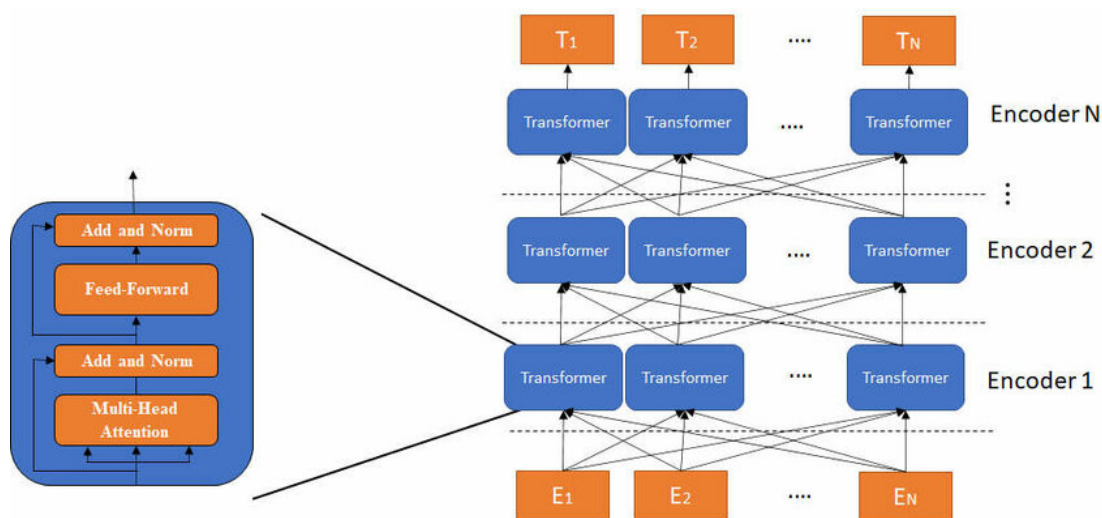 T1 T2 .... TN
Transformer Transformer .... Transformer Encoder N
⋮
Transformer Transformer .... Transformer Encoder 2
Transformer Transformer .... Transformer Encoder 1
E1 E2 .... EN
Add and Norm
Feed-Forward
Add and Norm
Multi-Head
Attention